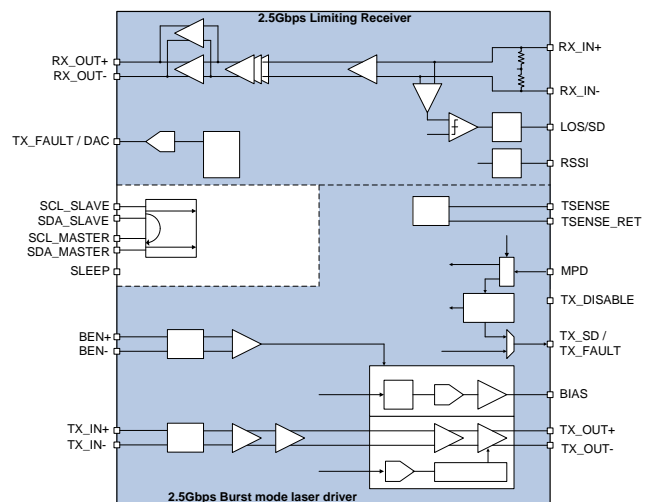 2.5Gbps Limiting Receiver
RX_OUT+
RX_OUT-
TX_FAULT / DAC
SCL_SLAVE
SDA_SLAVE
SCL_MASTER
SDA_MASTER
SLEEP
BEN+
BEN-
TX_IN+
TX_IN-
RX_IN+
RX_IN-
LOS/SD
RSSI
TSENSE
TSENSE_RET
MPD
TX_DISABLE
TX_SD /
TX_FAULT
BIAS
TX_OUT+
TX_OUT-
2.5Gbps Burst mode laser driver